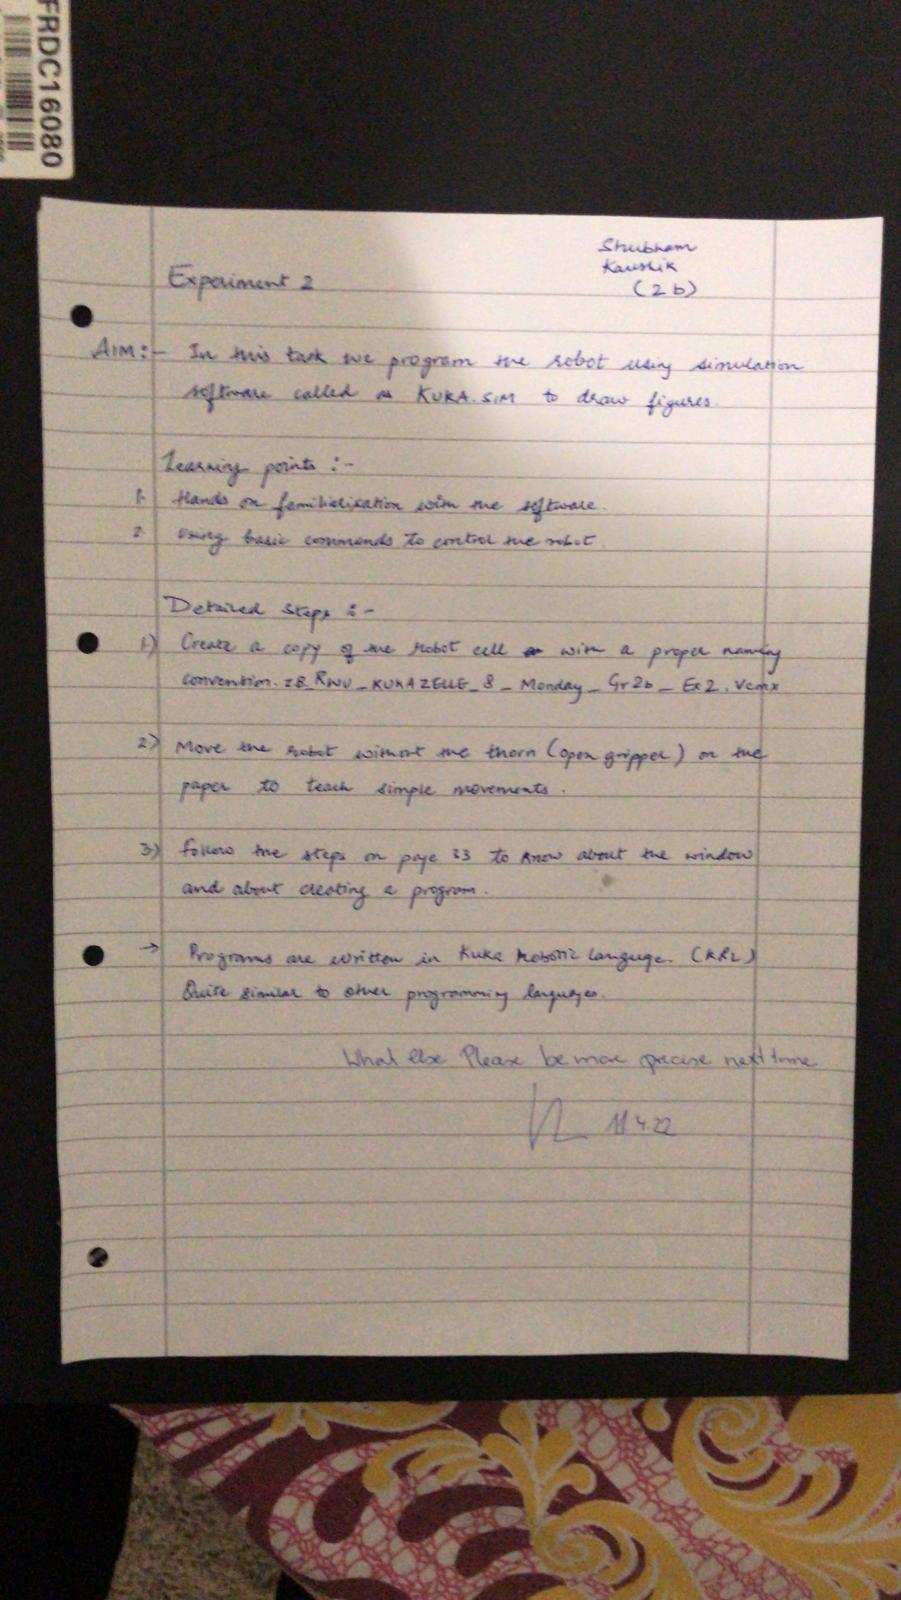 FRDC16080
Shubham
Kaushik
(2b)
Experiment 2
AIM:- In this task we program the robot using simulation
software called as KUKA.SIM to draw figures.
Learning points :-
1. Hands on familielisation with the software.
2. Using basic commands to control the robot.
Detailed Steps :-
1) Create a copy of the robot cell with a proper naming
convention. _RWU_KUKAZELLE_8_Monday_Gr2b_Ex2.vcmx
2) Move the robot without the thorn (open gripper) on the
paper to teach simple movements.
3) Follow the steps on page 33 to know about the window
and about creating a program.
→ Programs are written in Kuka Robotic Language. (KRL)
Quite similar to other programming languages.
What else Please be more precise next time
11.4.22